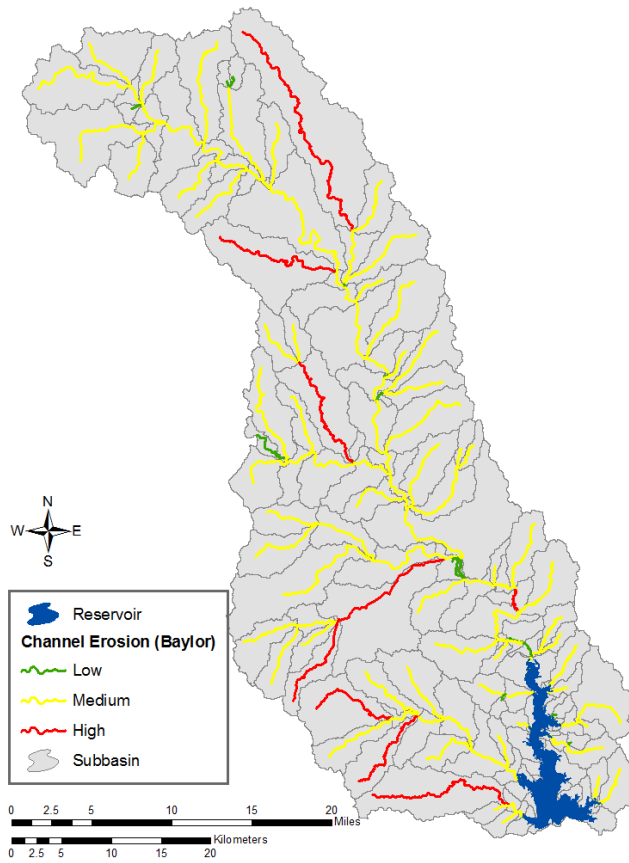 N
W E
S
Reservoir
Channel Erosion (Baylor)
Low
Medium
High
Subbasin
0 2.5 5 10 15 20
Miles
Kilometers
0 2.5 5 10 15 20